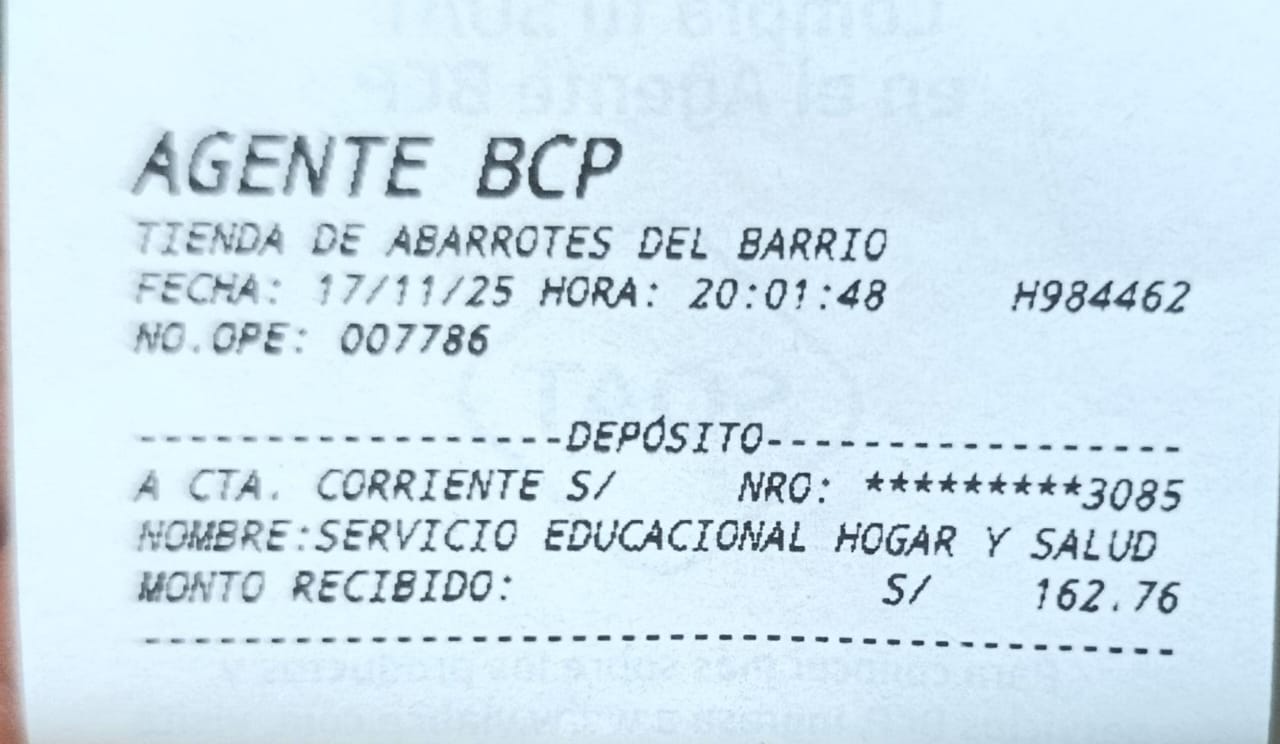 AGENTE BCP
TIENDA DE ABARROTES DEL BARRIO
FECHA: 17/11/25 HORA: 20:01:48 H984462
NO.OPE: 007786
-----------------DEPÓSITO-----------------
A CTA. CORRIENTE S/ NRO: *********3085
NOMBRE:SERVICIO EDUCACIONAL HOGAR Y SALUD
MONTO RECIBIDO: S/ 162.76
------------------------------------------